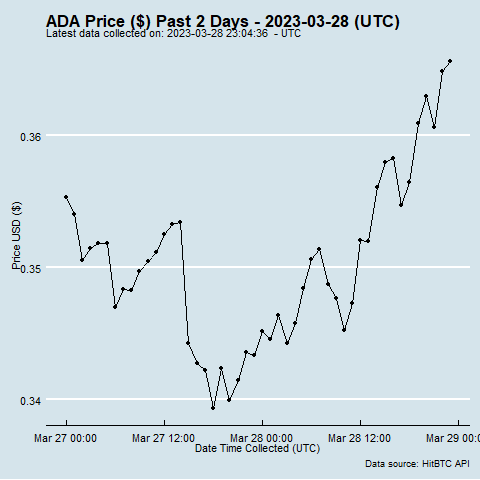 ADA Price ($) Past 2 Days - 2023-03-28 (UTC)
Latest data collected on: 2023-03-28 23:04:36 - UTC
0.36
0.35
0.34
Price USD ($)
Mar 27 00:00 Mar 27 12:00 Mar 28 00:00 Mar 28 12:00 Mar 29 00:00
Date Time Collected (UTC)
Data source: HitBTC API